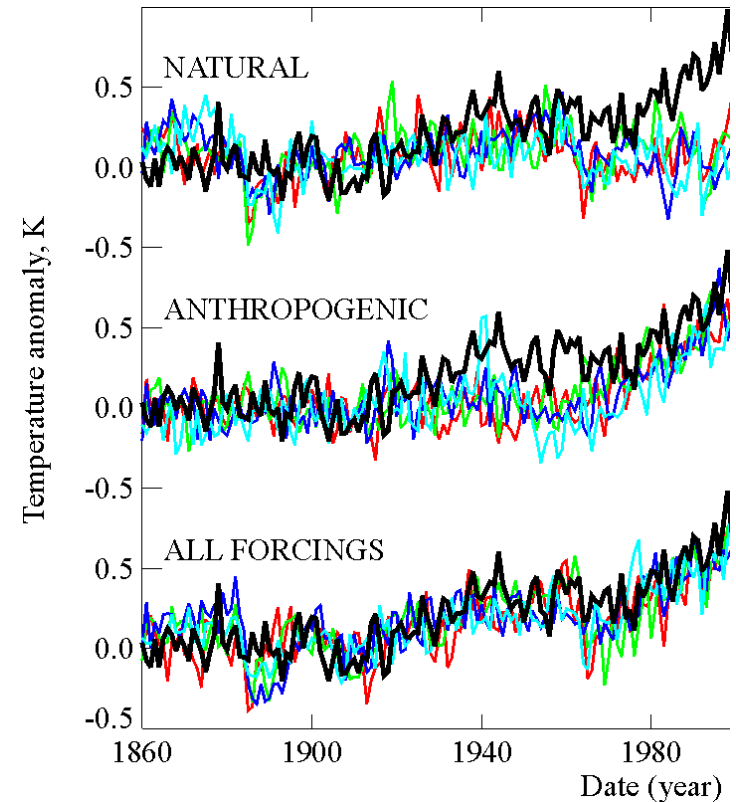 NATURAL
0.5
0.0
-0.5
ANTHROPOGENIC
0.5
0.0
-0.5
ALL FORCINGS
0.5
0.0
-0.5
Temperature anomaly, K
1860 1900 1940 1980
Date (year)